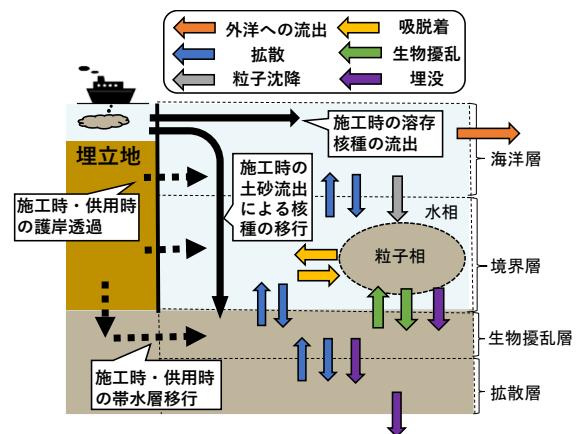 外洋への流出
吸脱着
拡散
生物擾乱
粒子沈降
埋没
施工時の溶存
核種の流出
海洋層
埋立地
施工時の
土砂流出
による核
種の移行
施工時・供用時
の護岸透過
水相
粒子相
境界層
生物擾乱層
施工時・供用時
の帯水層移行
拡散層